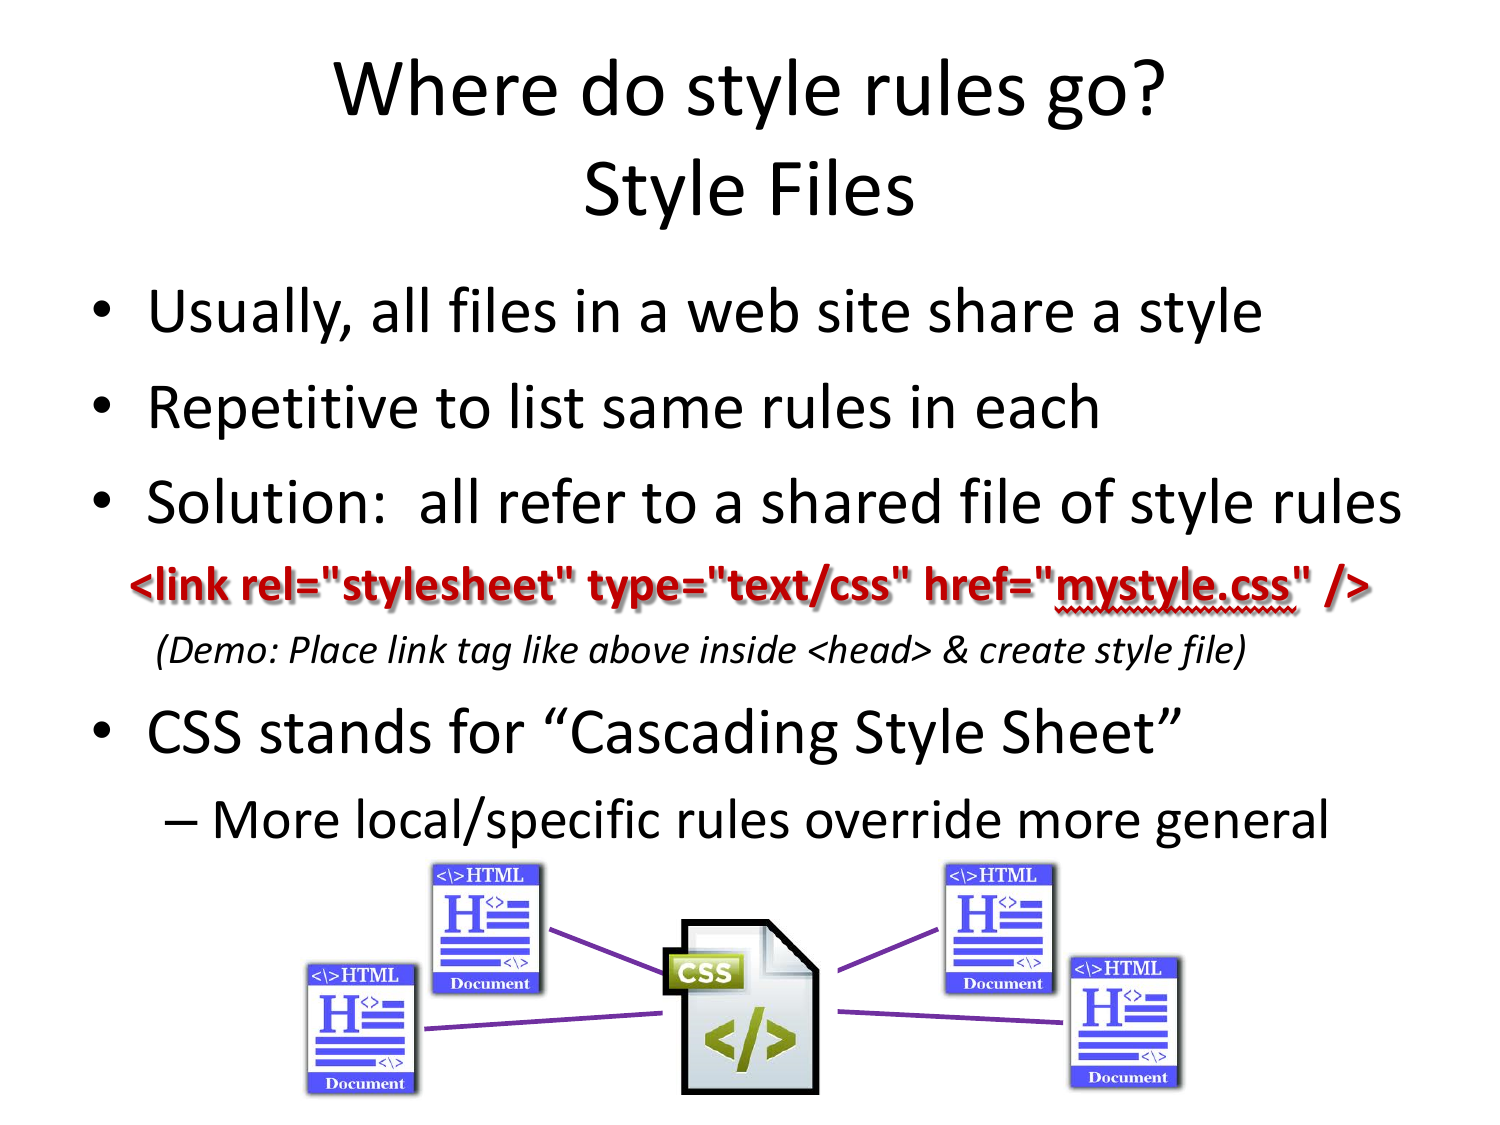 Where do style rules go?
Style Files
• Usually, all files in a web site share a style
• Repetitive to list same rules in each
• Solution:  all refer to a shared file of style rules
<link rel="stylesheet" type="text/css" href="mystyle.css" />
(Demo: Place link tag like above inside <head> & create style file)
• CSS stands for “Cascading Style Sheet”
– More local/specific rules override more general
<\>HTML
H<>
<\>
Document
<\>HTML
H<>
<\>
Document
CSS
</>
<\>HTML
H<>
<\>
Document
<\>HTML
H<>
<\>
Document